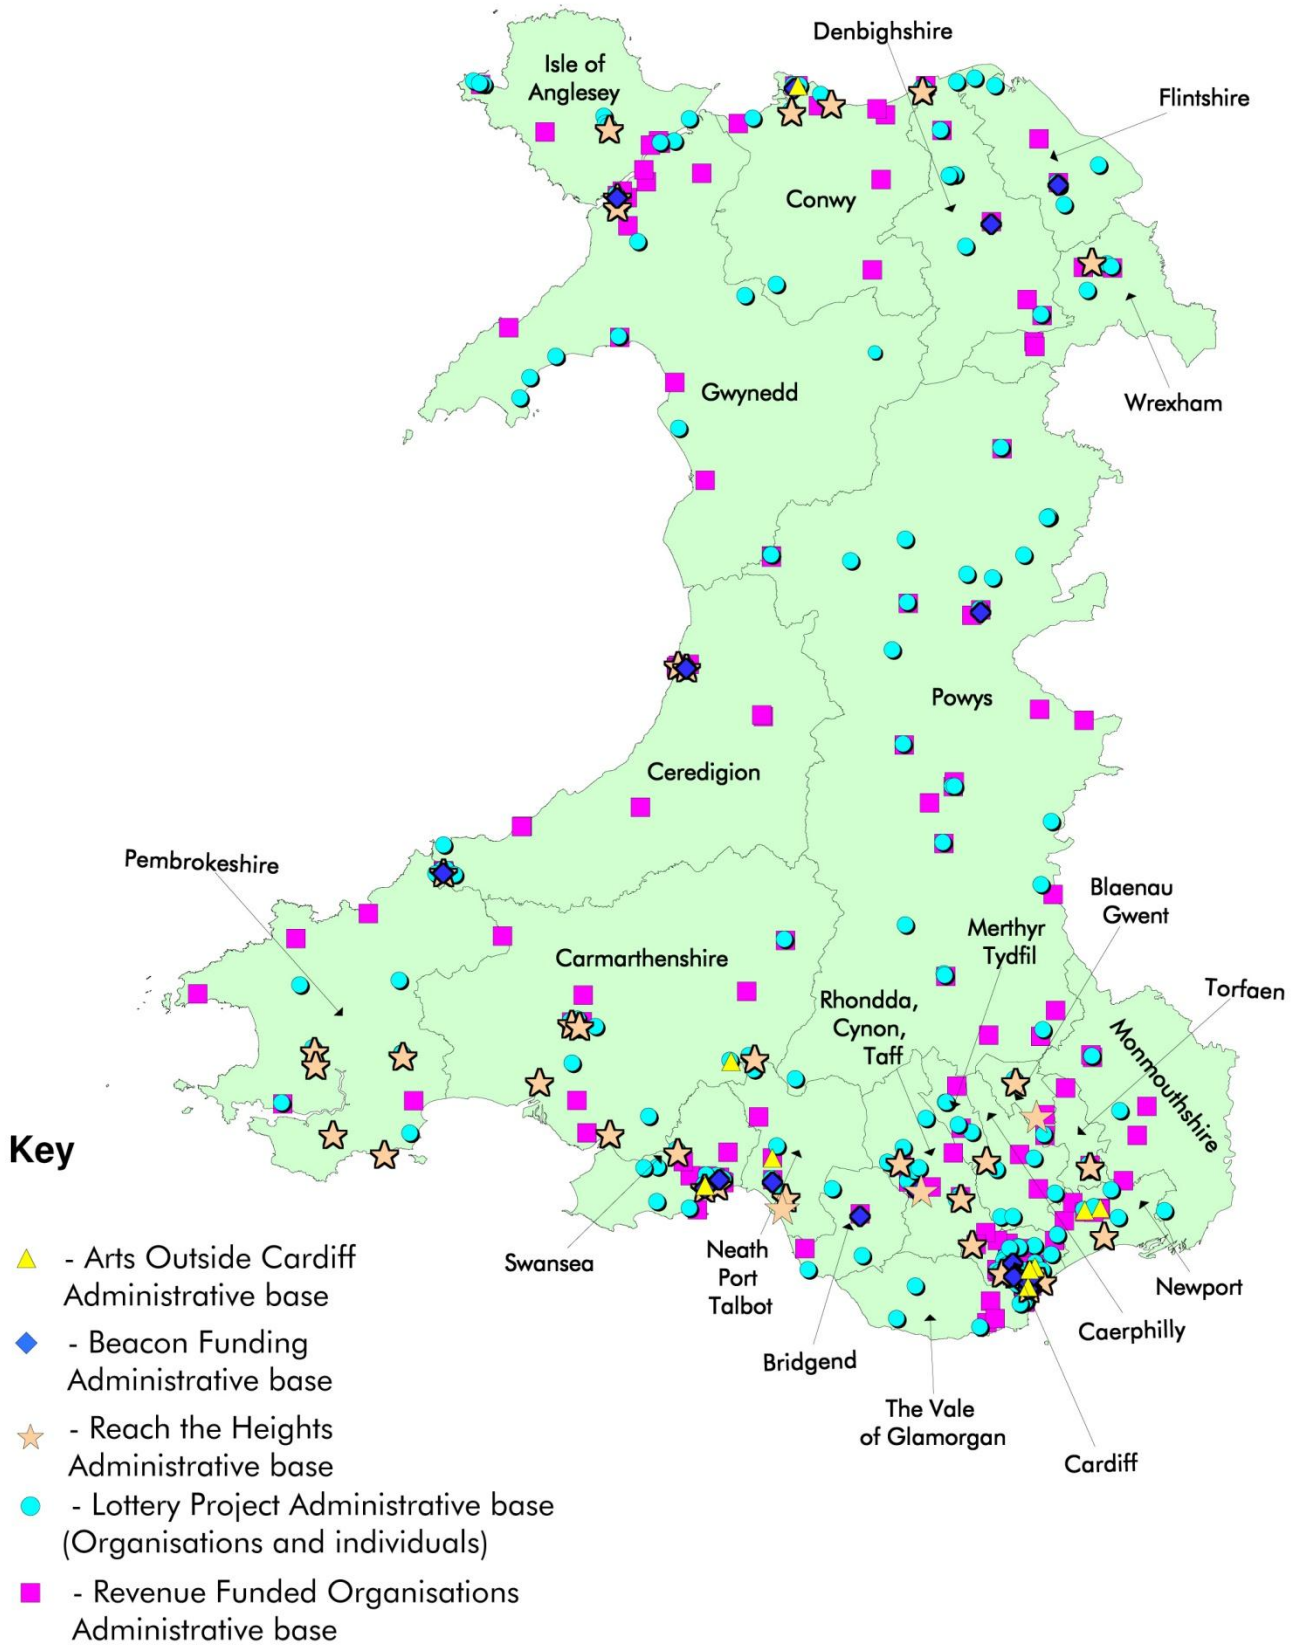 Denbighshire
Isle of
Anglesey
Flintshire
Conwy
Gwynedd
Wrexham
Powys
Ceredigion
Pembrokeshire
Blaenau
Gwent
Merthyr
Tydfil
Carmarthenshire
Rhondda,
Cynon,
Taff
Torfaen
Monmouthshire
Key
Swansea
Neath
Port
Talbot
Newport
Caerphilly
Bridgend
The Vale
of Glamorgan
Cardiff
- Arts Outside Cardiff
Administrative base
- Beacon Funding
Administrative base
- Reach the Heights
Administrative base
- Lottery Project Administrative base
(Organisations and individuals)
- Revenue Funded Organisations
Administrative base